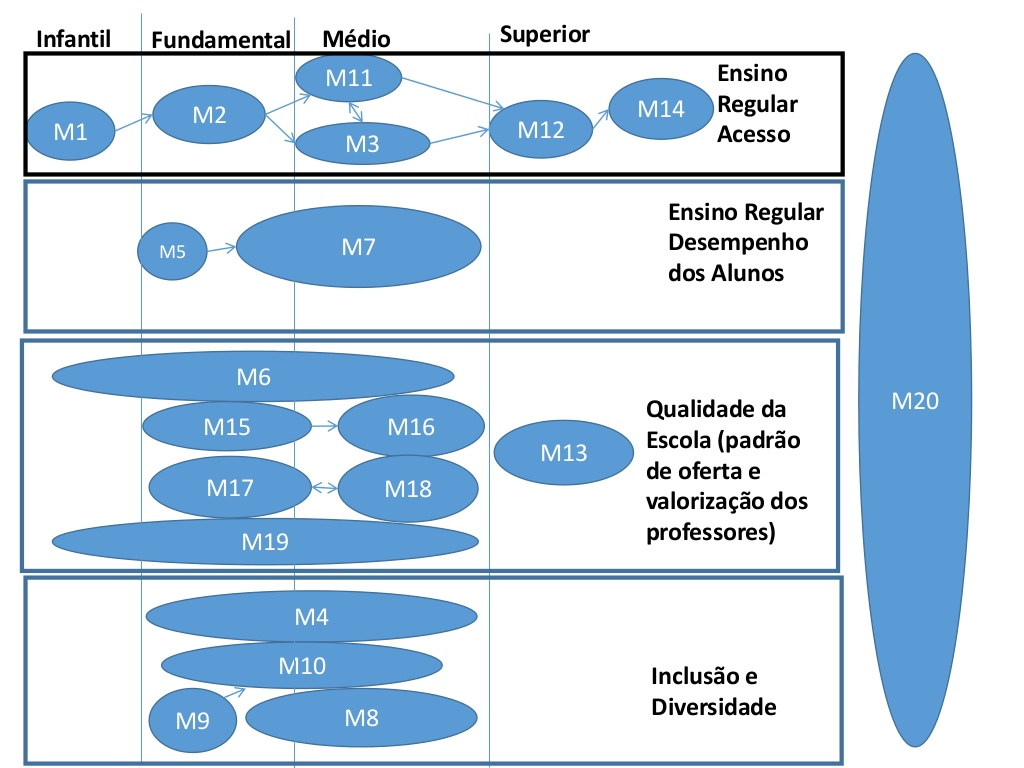 Infantil
Fundamental
Médio
Superior
M1
M2
M11
M3
M12
M14
Ensino
Regular
Acesso
M5
M7
Ensino Regular
Desempenho
dos Alunos
M6
M15
M16
M17
M18
M19
M13
Qualidade da
Escola (padrão
de oferta e
valorização dos
professores)
M4
M10
M9
M8
Inclusão e
Diversidade
M20